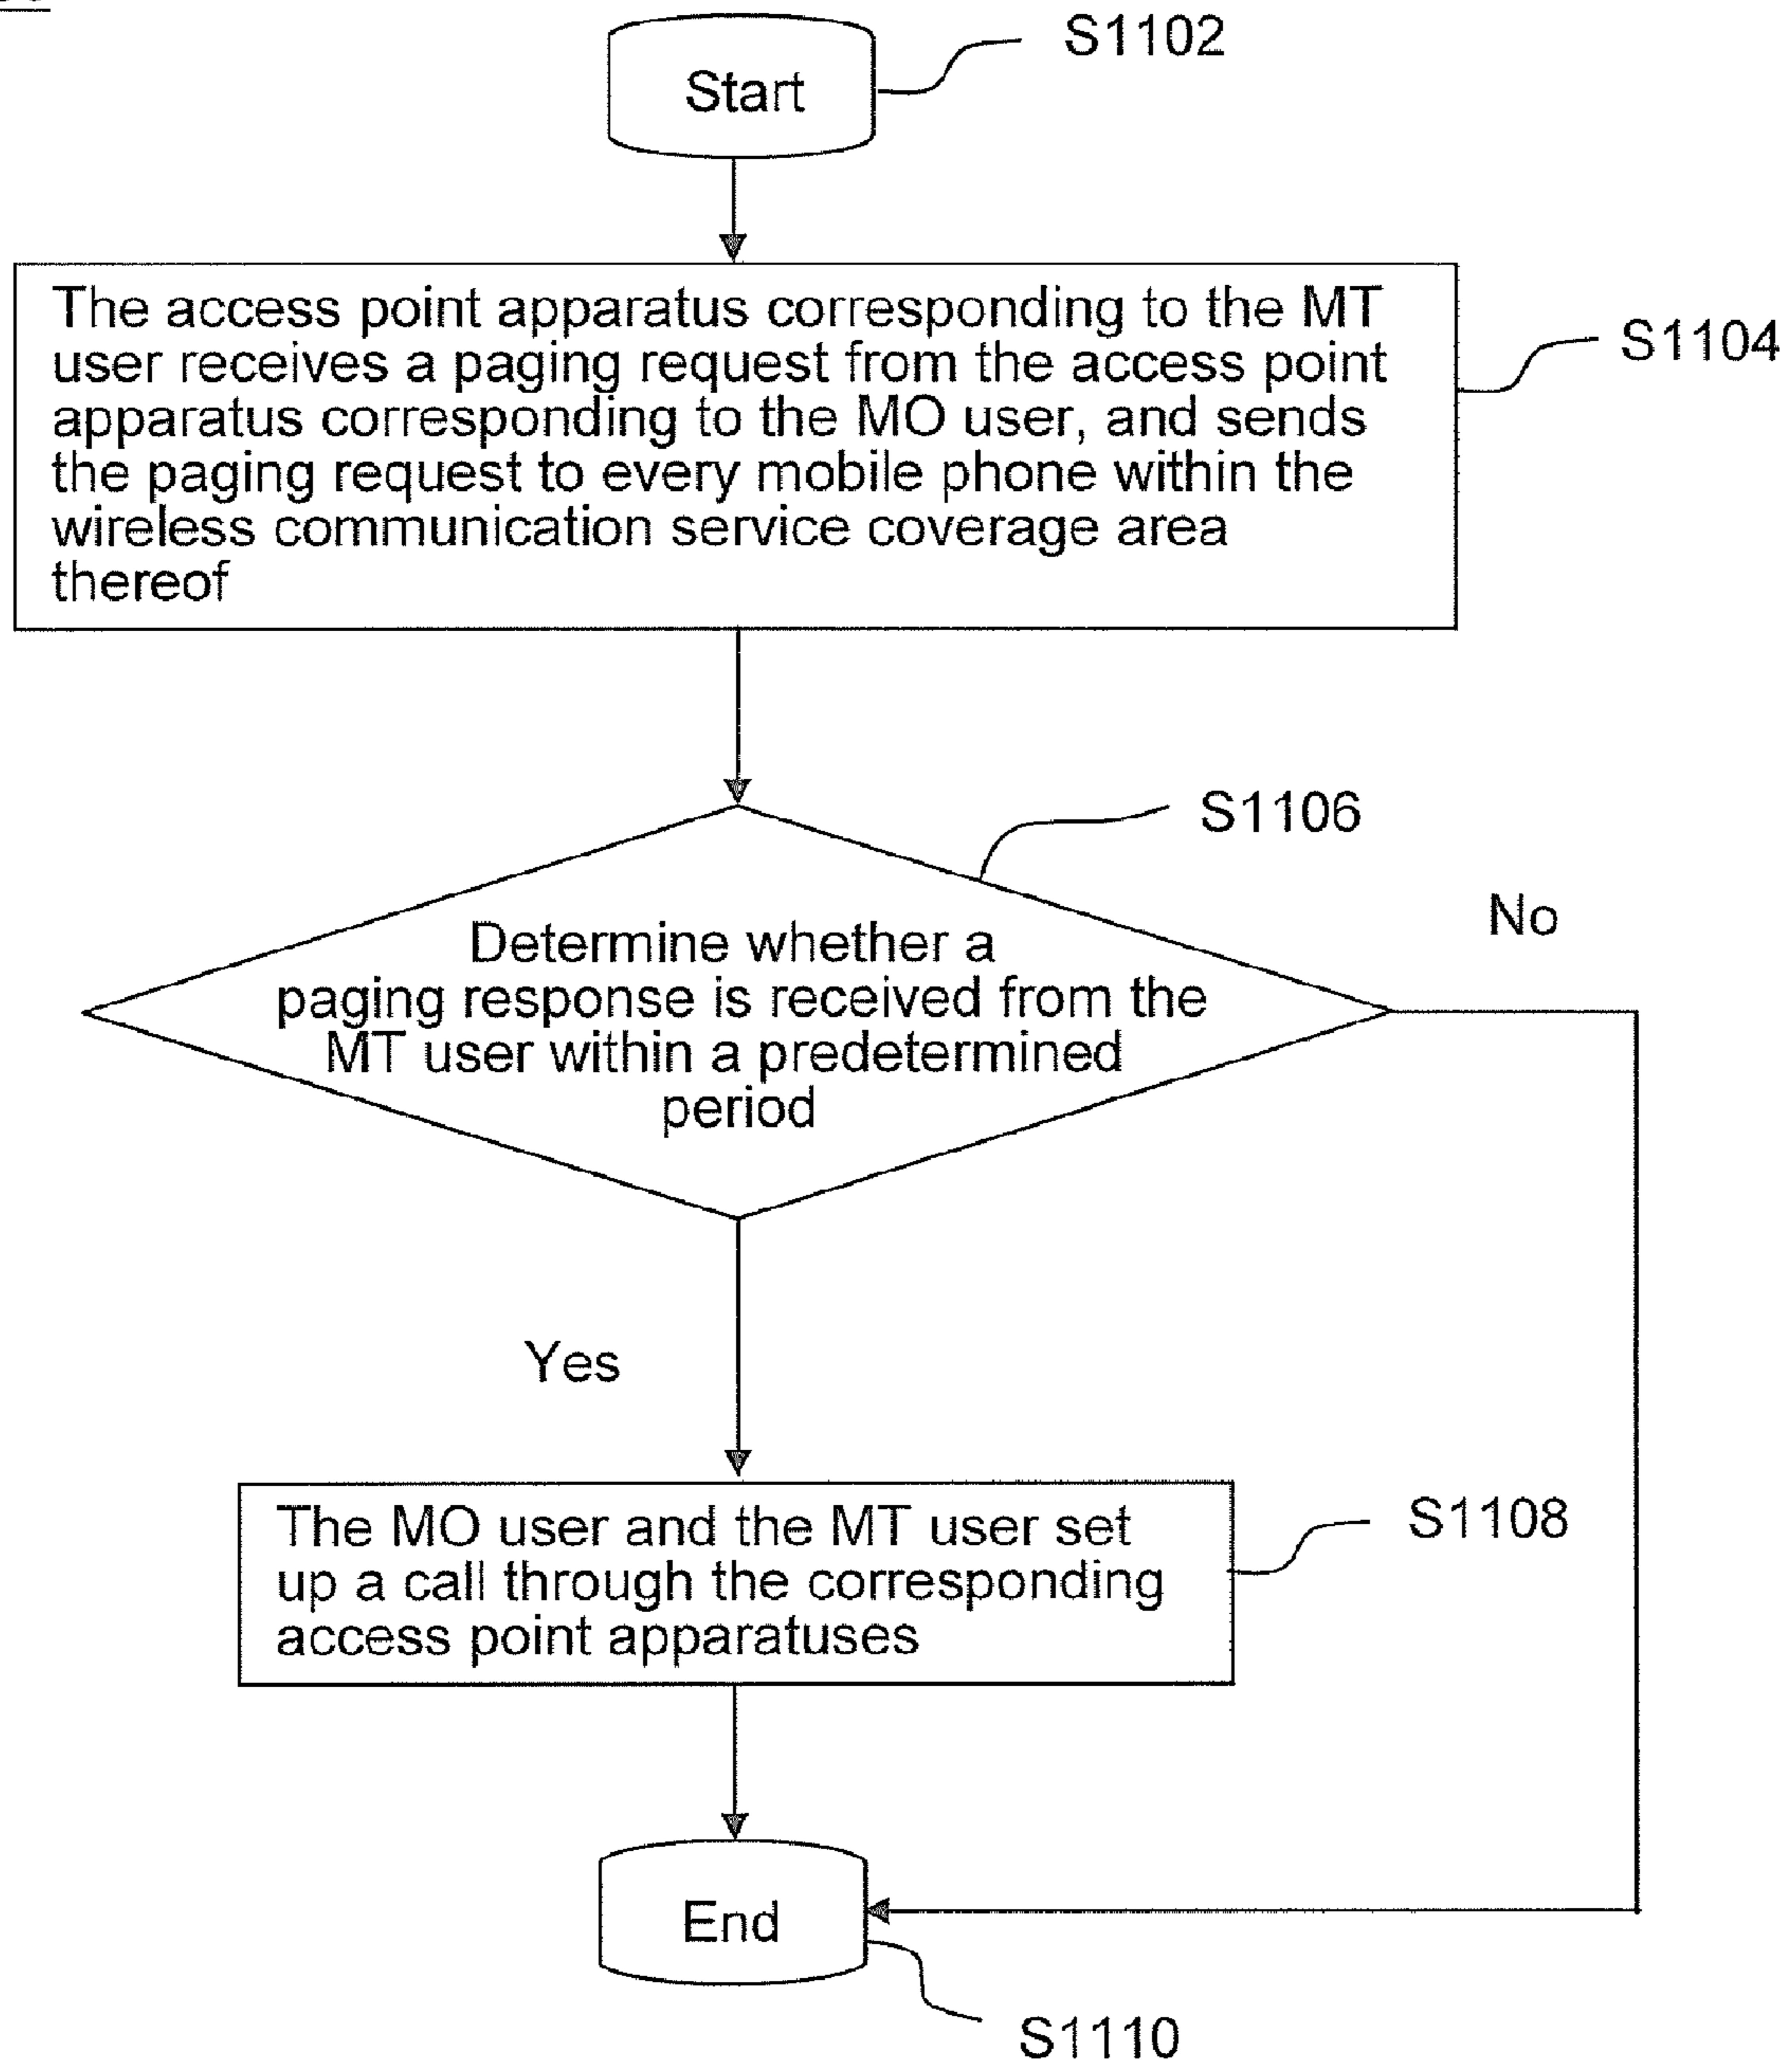 Start
S1102
The access point apparatus corresponding to the MT
user receives a paging request from the access point
apparatus corresponding to the MO user, and sends
the paging request to every mobile phone within the
wireless communication service coverage area
thereof
S1104
S1106
Determine whether a
paging response is received from the
MT user within a predetermined
period
No
Yes
The MO user and the MT user set
up a call through the corresponding
access point apparatuses
S1108
End
S1110